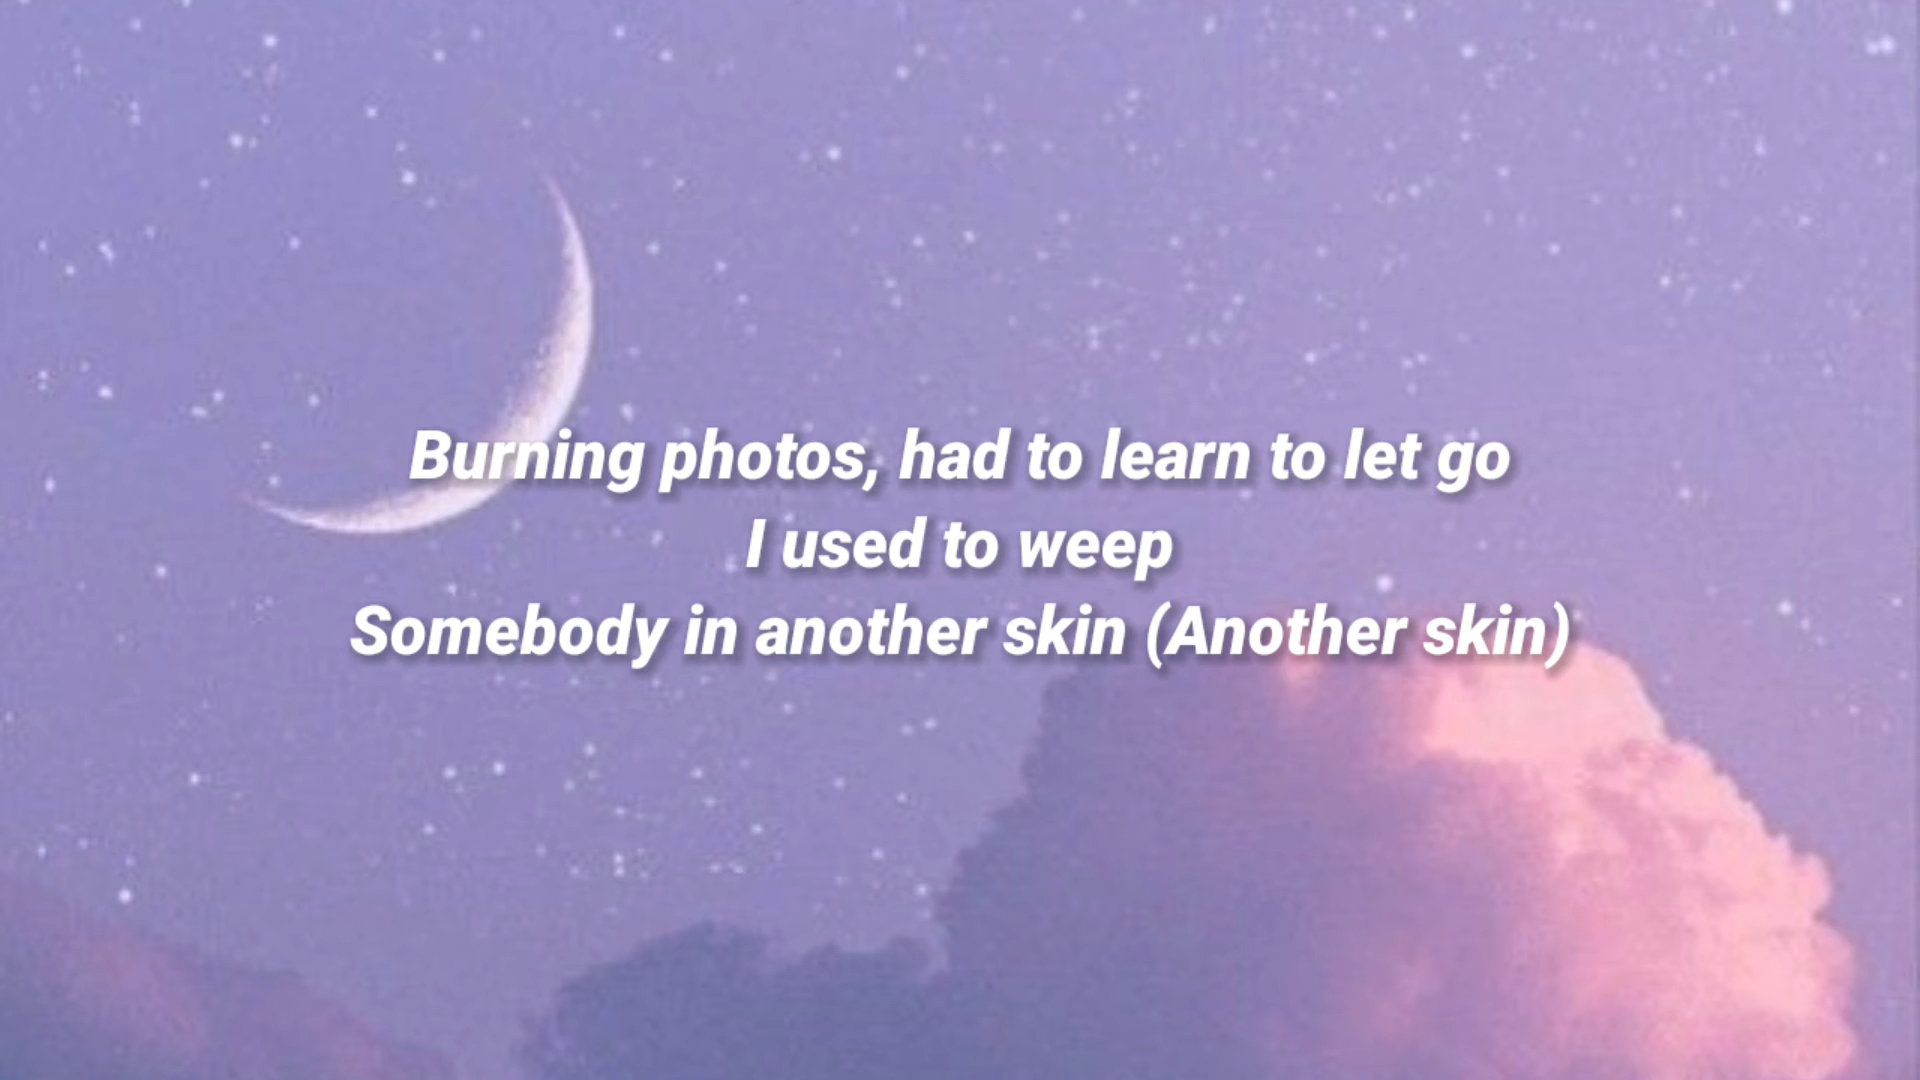 Burning photos, had to learn to let go
I used to weep
Somebody in another skin (Another skin)